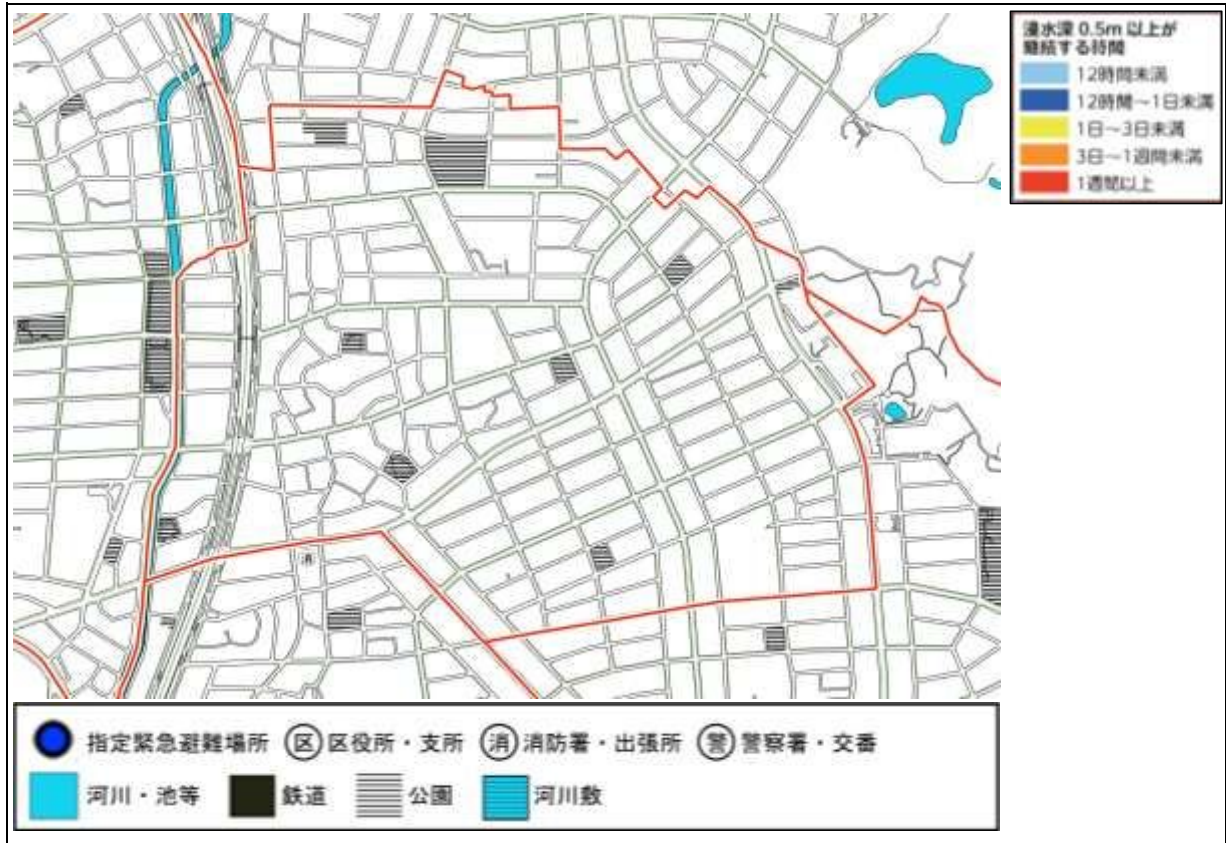 浸水深 0.5m 以上が
継続する時間
12時間未満
12時間～1日未満
1日～3日未満
3日～1週間未満
1週間以上
消
指定緊急避難場所 区 区役所・支所 消 消防署・出張所 警 警察署・交番
河川・池等 鉄道 公園 河川敷